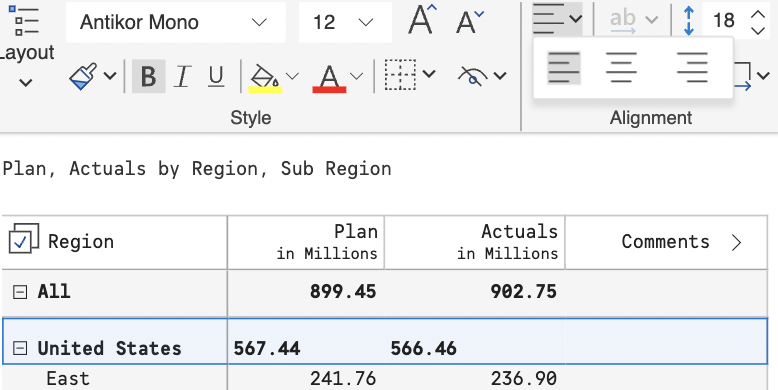 Antikor Mono 12 A A ab 18
Layout
B I U A
Style Alignment
Plan, Actuals by Region, Sub Region
Region Plan in Millions Actuals in Millions Comments >
All 899.45 902.75
United States 567.44 566.46
East 241.76 236.90